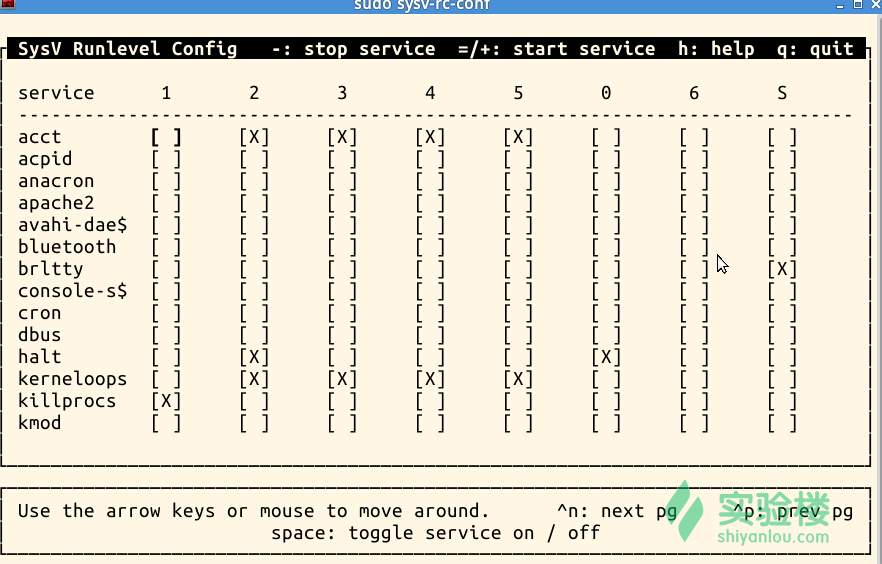 sudo sysv-rc-conf
SysV Runlevel Config   -: stop service  =/+: start service  h: help  q: quit
service      1       2       3       4       5       0       6       S
----------------------------------------------------------------------------
acct        [ ]     [X]     [X]     [X]     [X]     [ ]     [ ]     [ ]
acpid       [ ]     [ ]     [ ]     [ ]     [ ]     [ ]     [ ]     [ ]
anacron     [ ]     [ ]     [ ]     [ ]     [ ]     [ ]     [ ]     [ ]
apache2     [ ]     [ ]     [ ]     [ ]     [ ]     [ ]     [ ]     [ ]
avahi-dae$  [ ]     [ ]     [ ]     [ ]     [ ]     [ ]     [ ]     [ ]
bluetooth   [ ]     [ ]     [ ]     [ ]     [ ]     [ ]     [ ]     [ ]
brltty      [ ]     [ ]     [ ]     [ ]     [ ]     [ ]     [ ]     [X]
console-s$  [ ]     [ ]     [ ]     [ ]     [ ]     [ ]     [ ]     [ ]
cron        [ ]     [ ]     [ ]     [ ]     [ ]     [ ]     [ ]     [ ]
dbus        [ ]     [ ]     [ ]     [ ]     [ ]     [ ]     [ ]     [ ]
halt        [ ]     [X]     [ ]     [ ]     [ ]     [X]     [ ]     [ ]
kerneloops  [ ]     [X]     [X]     [X]     [X]     [ ]     [ ]     [ ]
killprocs   [X]     [ ]     [ ]     [ ]     [ ]     [ ]     [ ]     [ ]
kmod        [ ]     [ ]     [ ]     [ ]     [ ]     [ ]     [ ]     [ ]
Use the arrow keys or mouse to move around.      ^n: next pg     ^p: prev pg
space: toggle service on / off
实验楼
shiyanlou.com